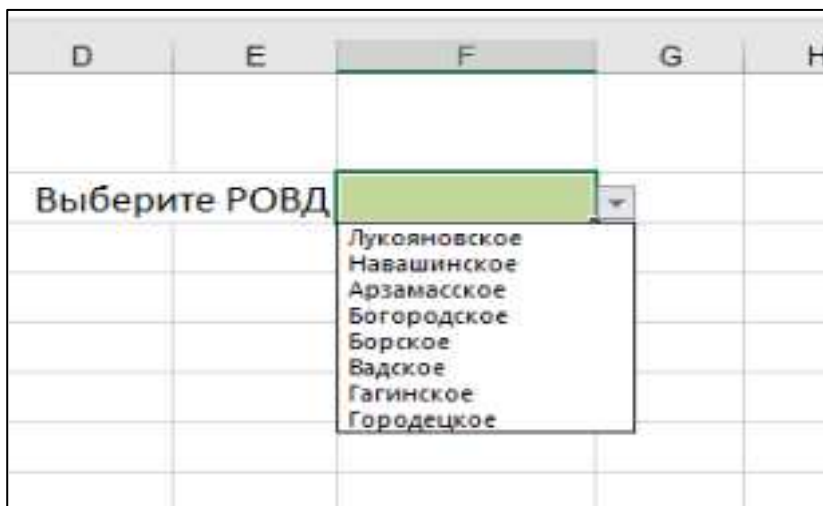 D E F G H
Выберите РОВД
Лукояновское
Навашинское
Арзамасское
Богородское
Борское
Вадское
Гагинское
Городецкое